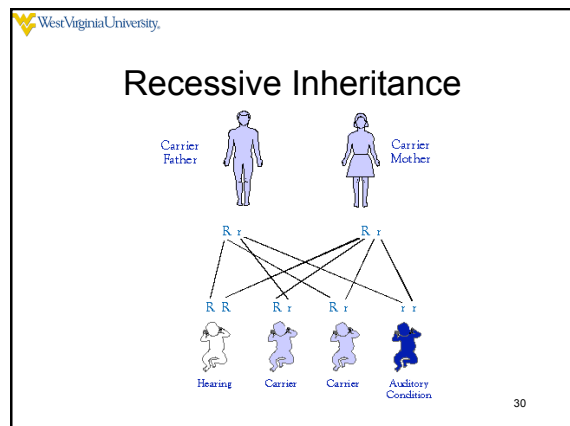 WestVirginiaUniversity.
Recessive Inheritance
Carrier
Father
Carrier
Mother
R r
R r
R R
R r
R r
r r
Hearing
Carrier
Carrier
Auditory
Condition
30